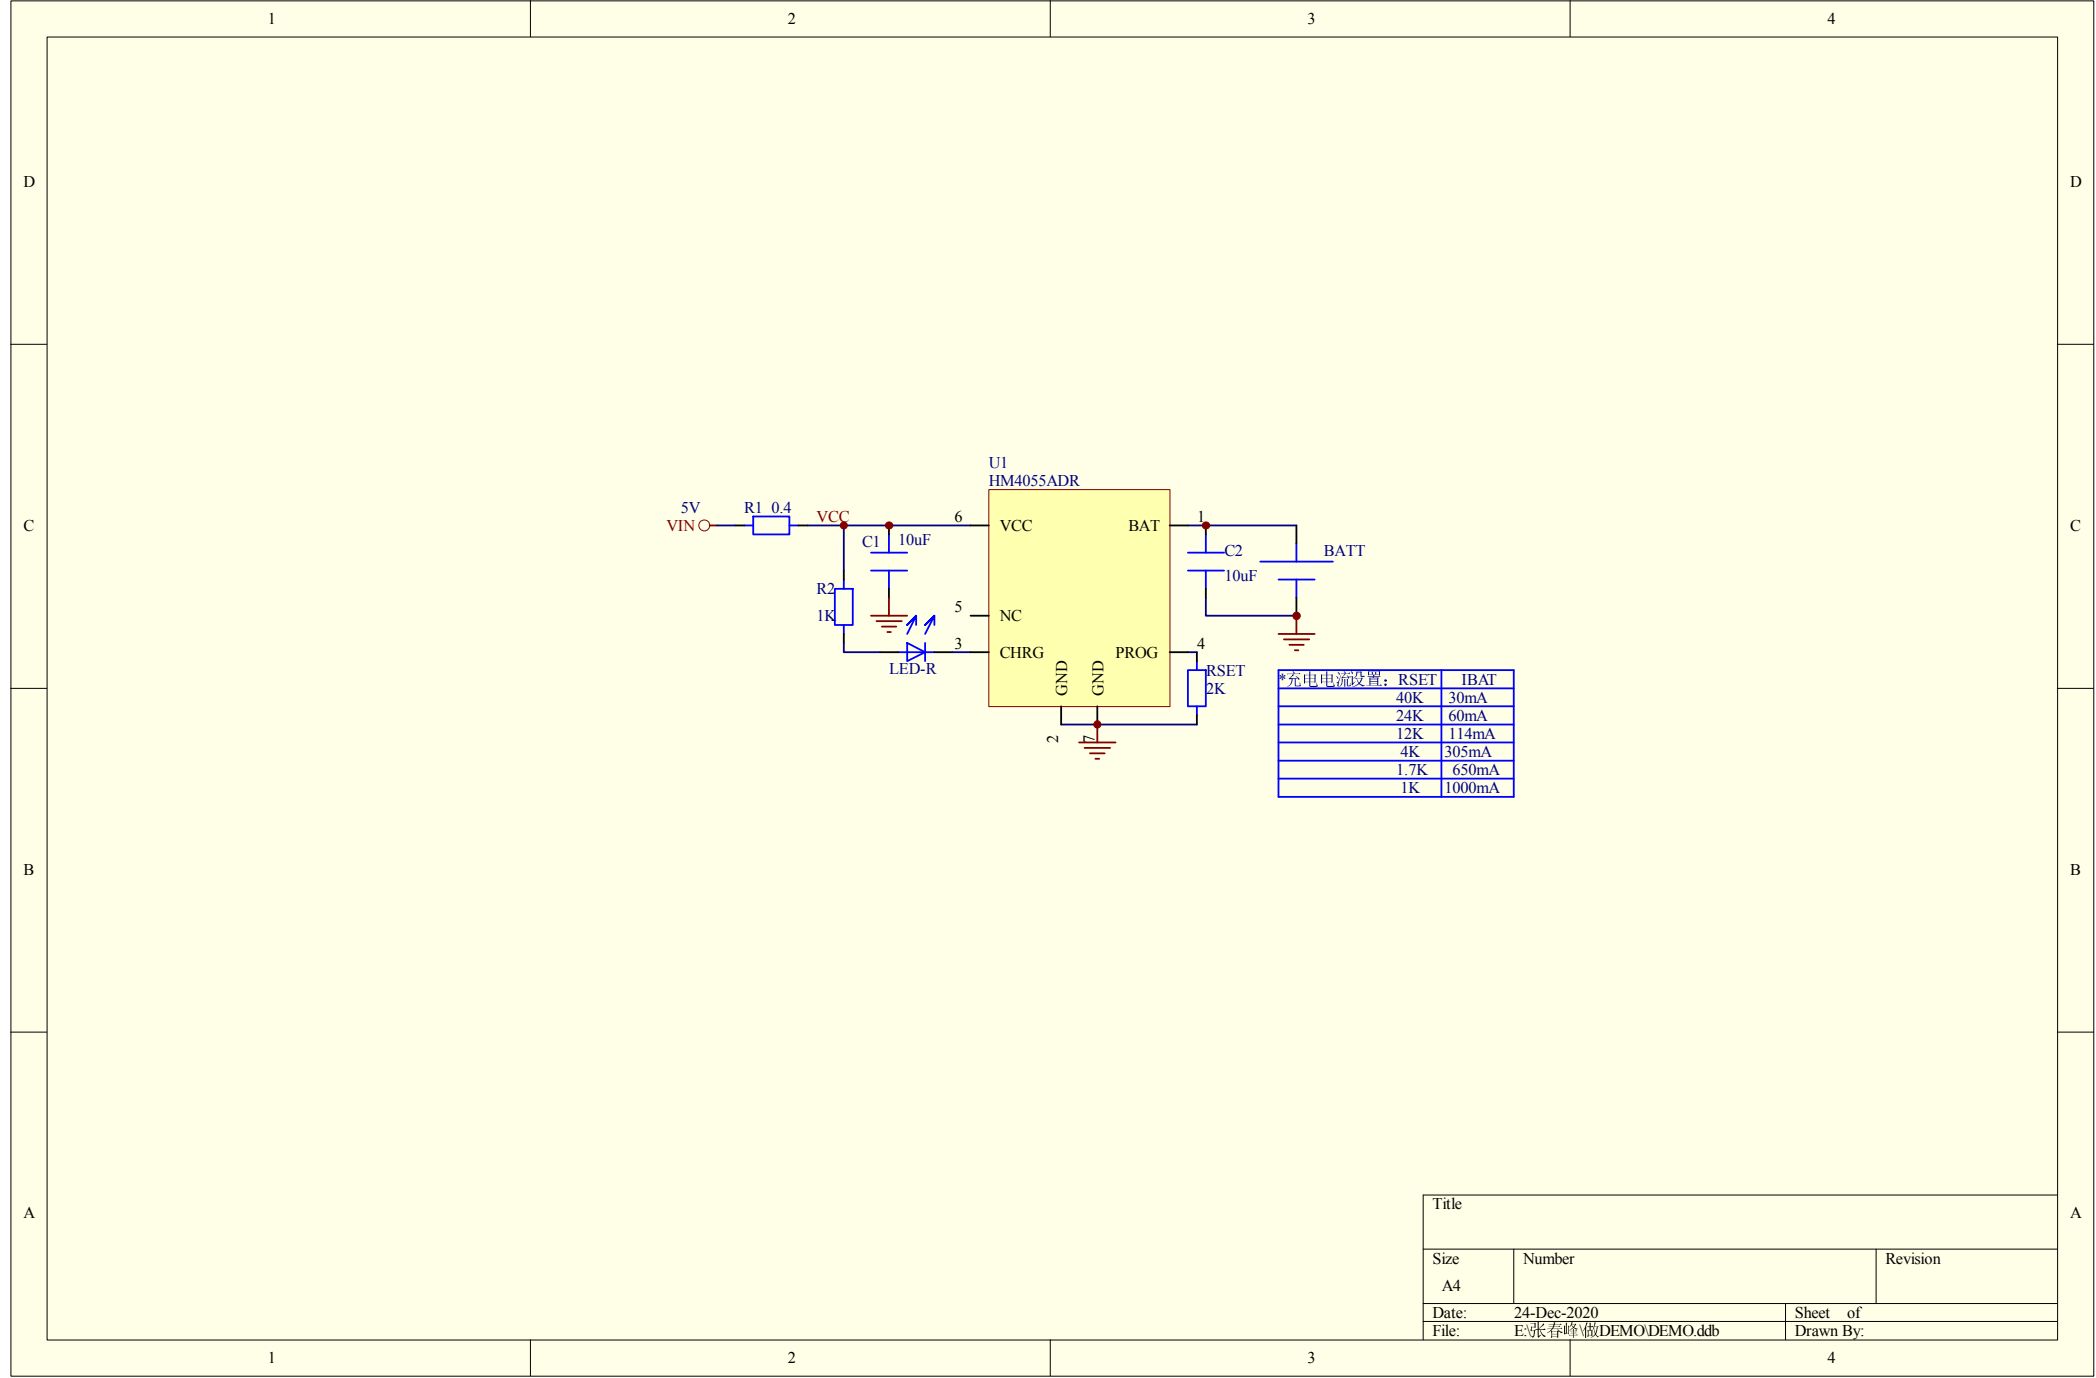 1 2 3 4
D D
U1
HM4055ADR
5V R1 0.4 VCC
VIN
C C
6 VCC BAT 1
C1 10uF
C2 BATT
10uF
R2
1K
5 NC
3 CHRG PROG 4
LED-R
GND GND
RSET
2K
2 7
*充电电流设置：RSET IBAT
40K 30mA
24K 60mA
12K 114mA
4K 305mA
1.7K 650mA
1K 1000mA
B B
A A
Title
Size Number Revision
A4
Date: 24-Dec-2020 Sheet of
File: E:\张春峰\做DEMO\DEMO.ddb Drawn By:
1 2 3 4